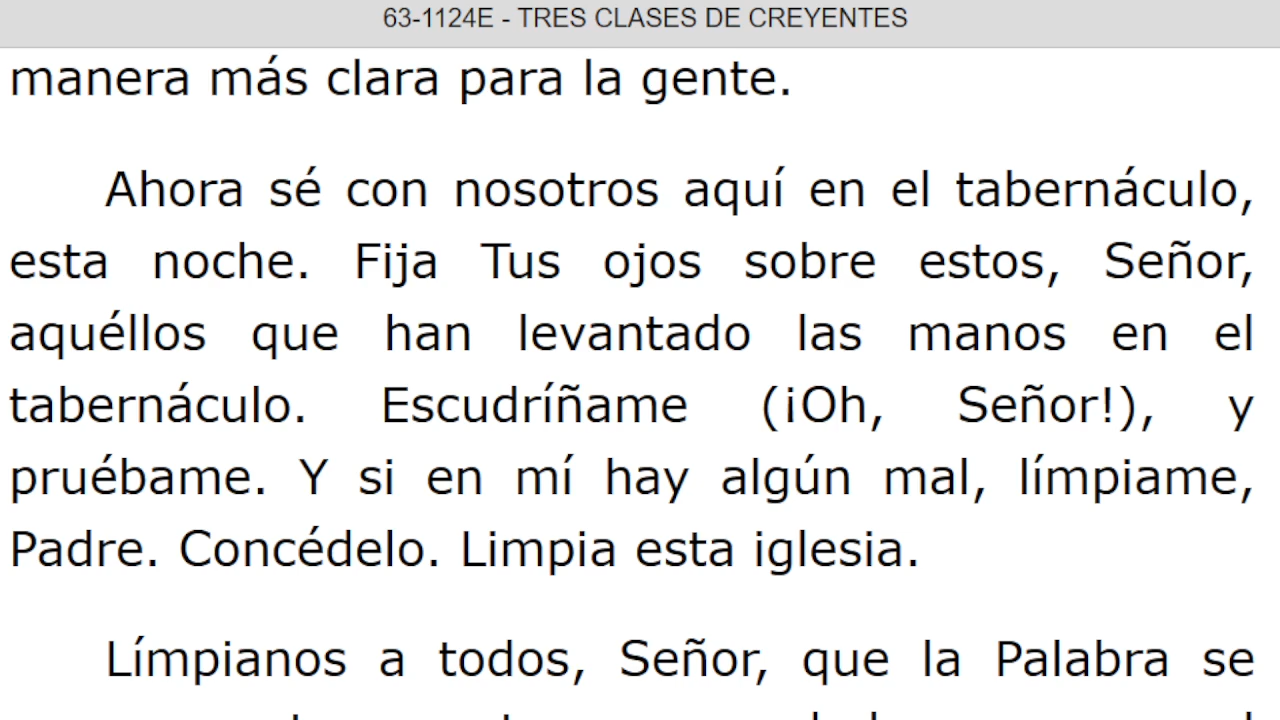 63-1124E - TRES CLASES DE CREYENTES
manera más clara para la gente.
Ahora sé con nosotros aquí en el tabernáculo,
esta noche. Fija Tus ojos sobre estos, Señor,
aquéllos que han levantado las manos en el
tabernáculo. Escudríñame (¡Oh, Señor!), y
pruébame. Y si en mí hay algún mal, límpiame,
Padre. Concédelo. Limpia esta iglesia.
Límpianos a todos, Señor, que la Palabra se